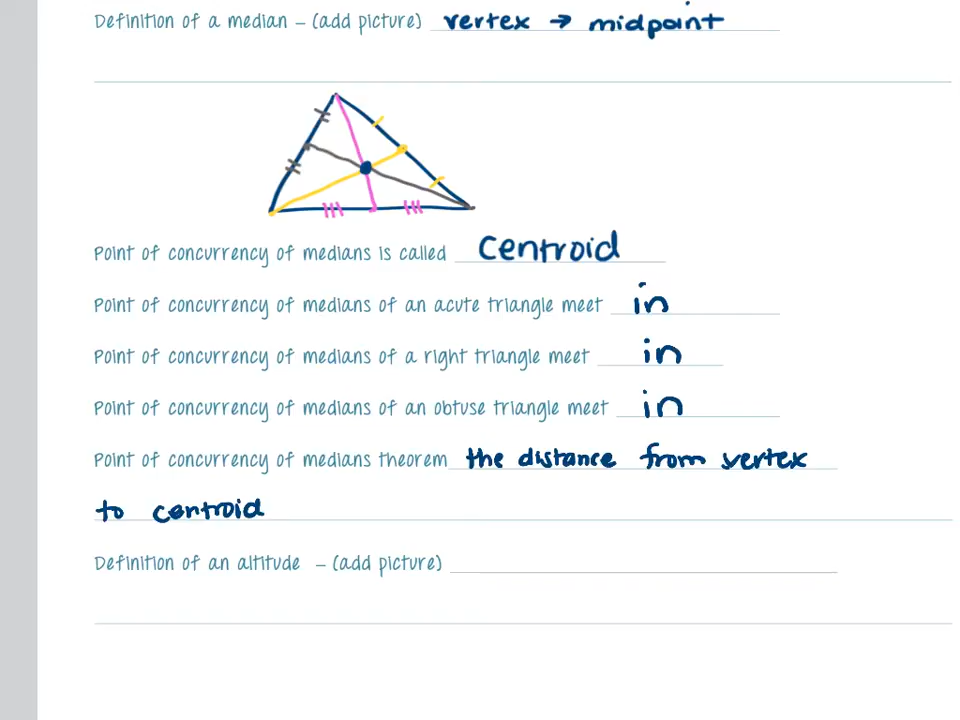 Definition of a median – (add picture) vertex → midpoint
Point of concurrency of medians is called centroid
Point of concurrency of medians of an acute triangle meet in
Point of concurrency of medians of a right triangle meet in
Point of concurrency of medians of an obtuse triangle meet in
Point of concurrency of medians theorem the distance from vertex
to centroid
Definition of an altitude – (add picture)